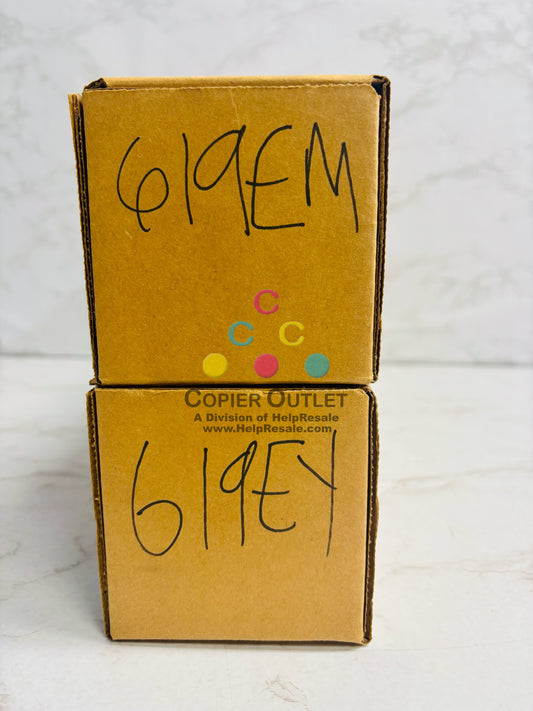 619EM
C
C C
COPIER OUTLET
A Division of HelpResale
www.HelpResale.com
619EY